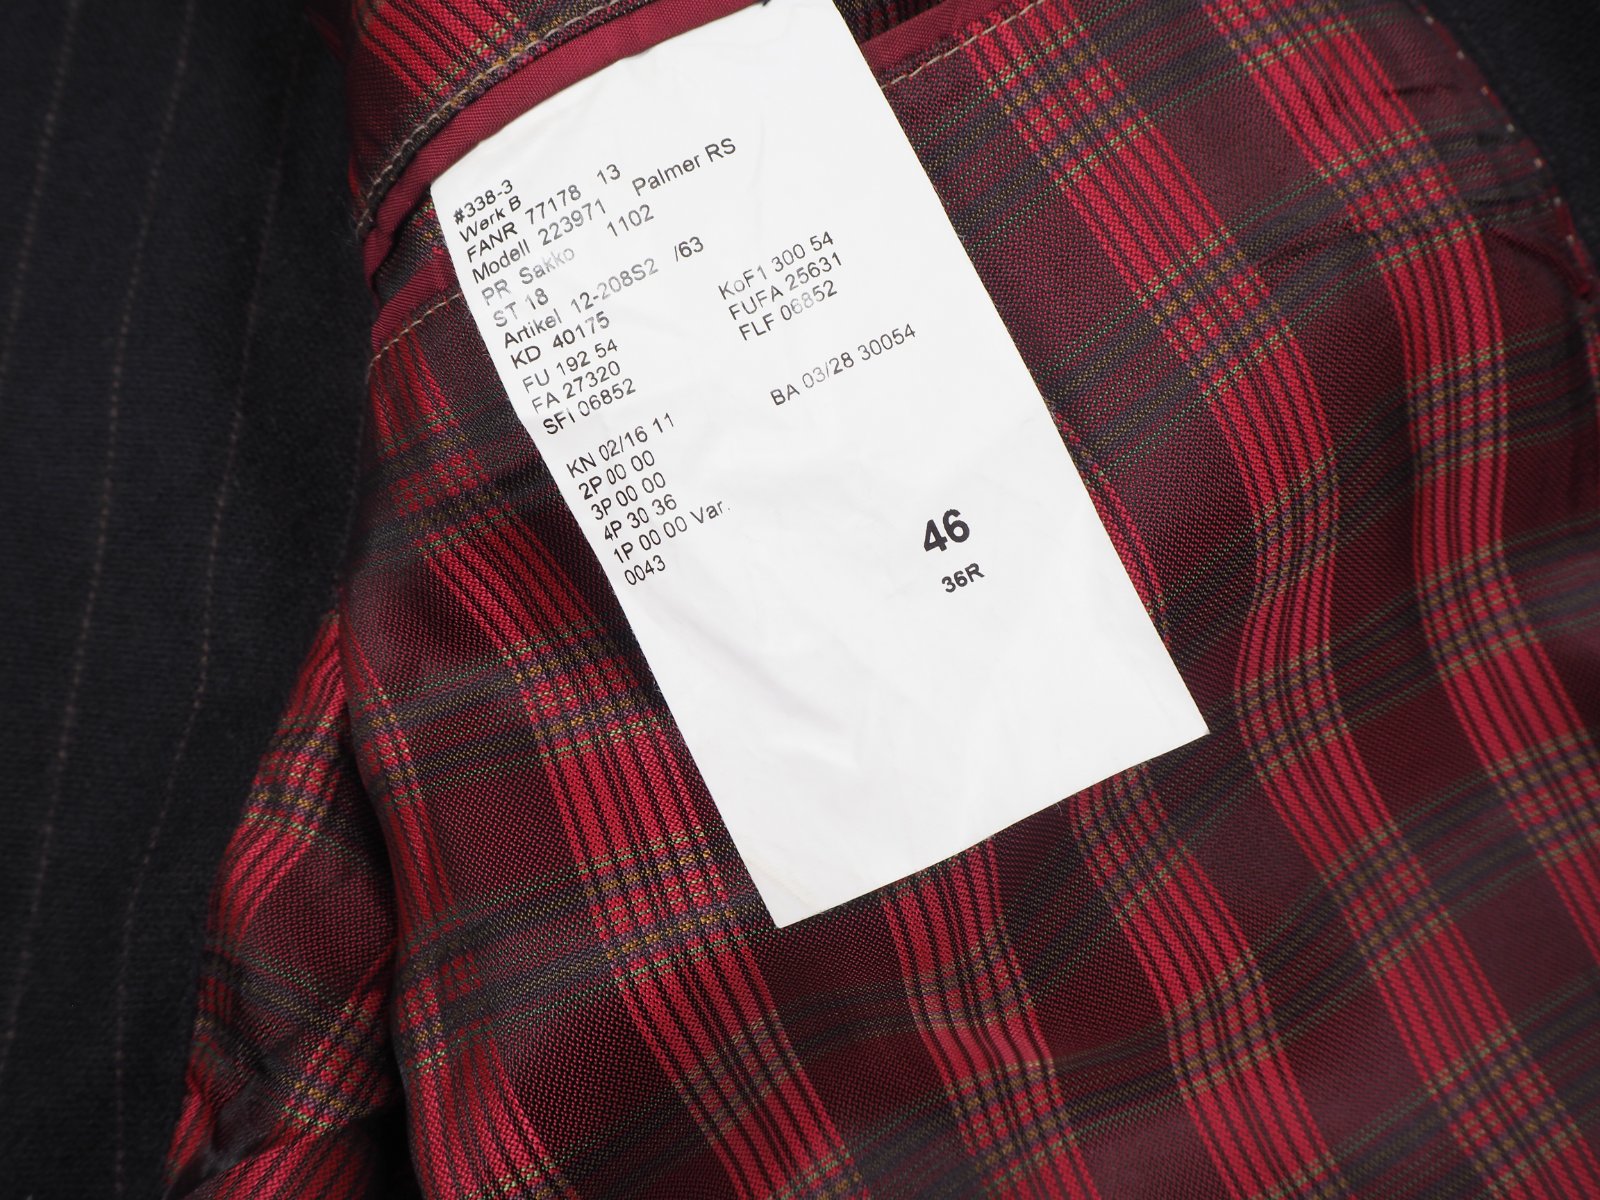 #338-3
Werk B
FANR 77178 13
Modell 223971 Palmer RS
PR Sakko 1102
ST 18
Artikel 12-208S2 /63
KD 40175
FU 192 54 KoF1 300 54
FA 27320 FUFA 25631
SFI 06852 FLF 06852
KN 02/16 11 BA 03/28 30054
2P 00 00
3P 00 00
4P 30 36
1P 00 00 Var.
0043
46
36R